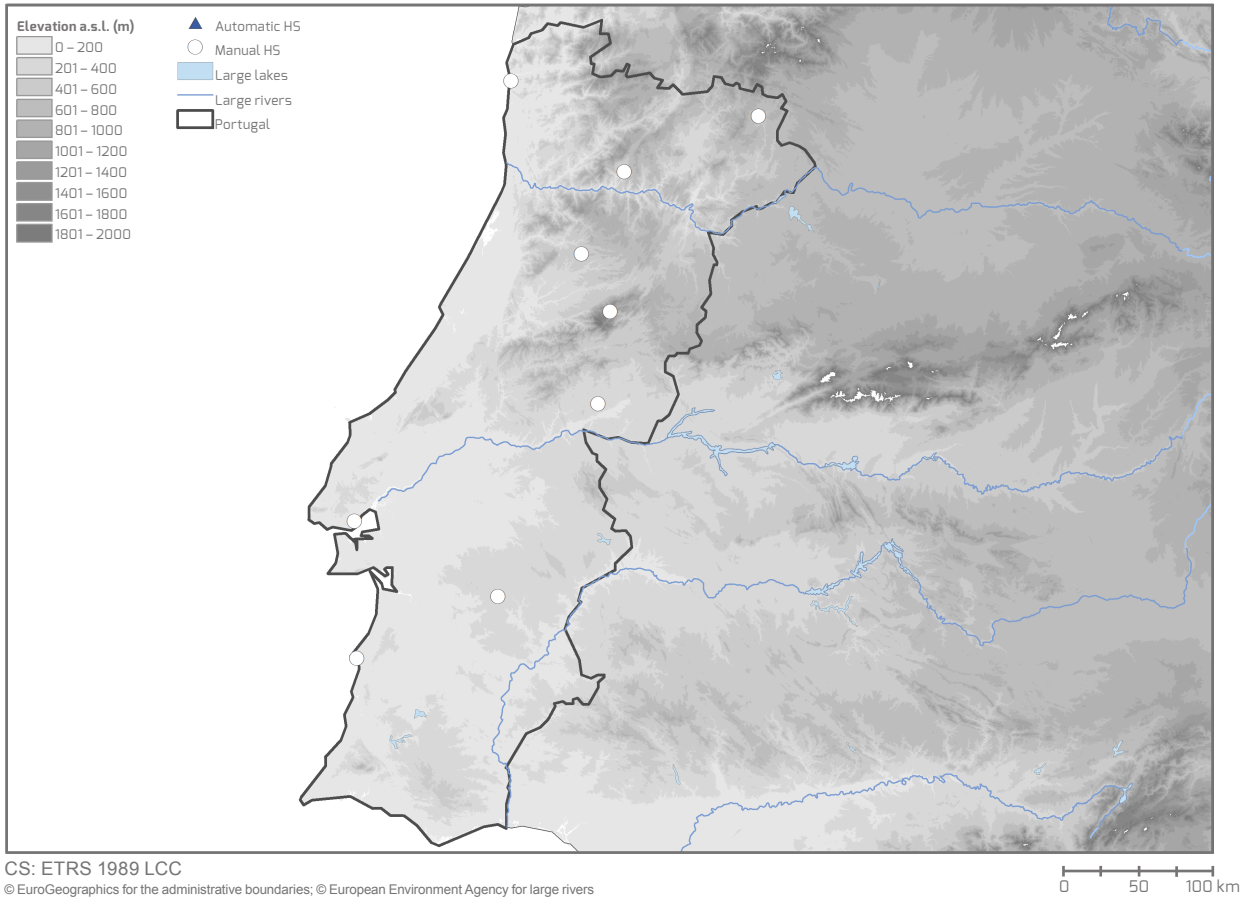 Elevation a.s.l. (m)
0 – 200
201 – 400
401 – 600
601 – 800
801 – 1000
1001 – 1200
1201 – 1400
1401 – 1600
1601 – 1800
1801 – 2000
Automatic HS
Manual HS
Large lakes
Large rivers
Portugal
CS: ETRS 1989 LCC
© EuroGeographics for the administrative boundaries; © European Environment Agency for large rivers
0 50 100 km